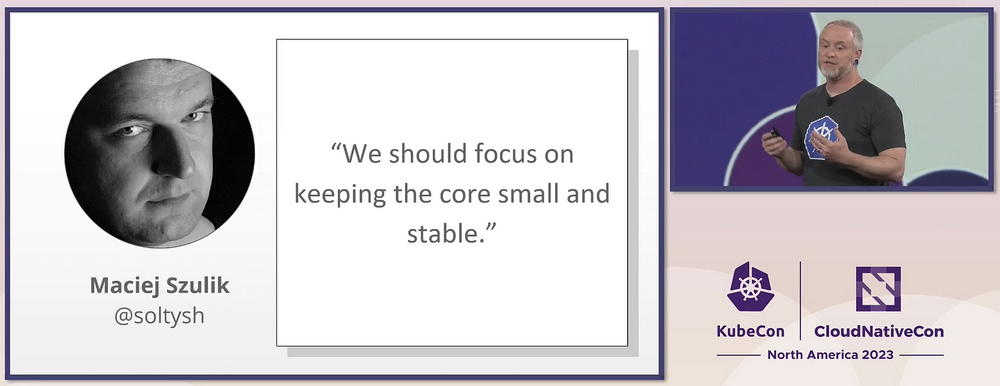 “We should focus on
keeping the core small and
stable.”
Maciej Szulik
@soltysh
KubeCon
CloudNativeCon
North America 2023